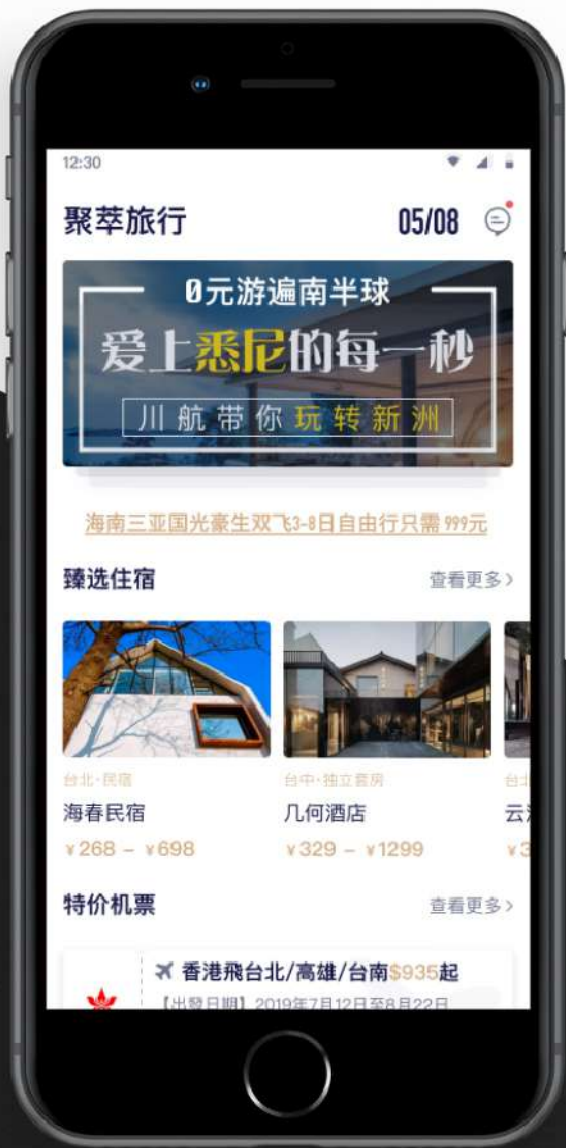 12:30
聚萃旅行 05/08
0元游遍南半球
爱上悉尼的每一秒
川航带你玩转新洲
海南三亚国光豪生双飞3-8日自由行只需999元
臻选住宿 查看更多>
台北·民宿 台中·独立套房 台北
海春民宿 几何酒店 云
¥268 – ¥698 ¥329 – ¥1299 ¥3
特价机票 查看更多>
香港飛台北/高雄/台南$935起
【出發日期】2019年7月12日至8月22日